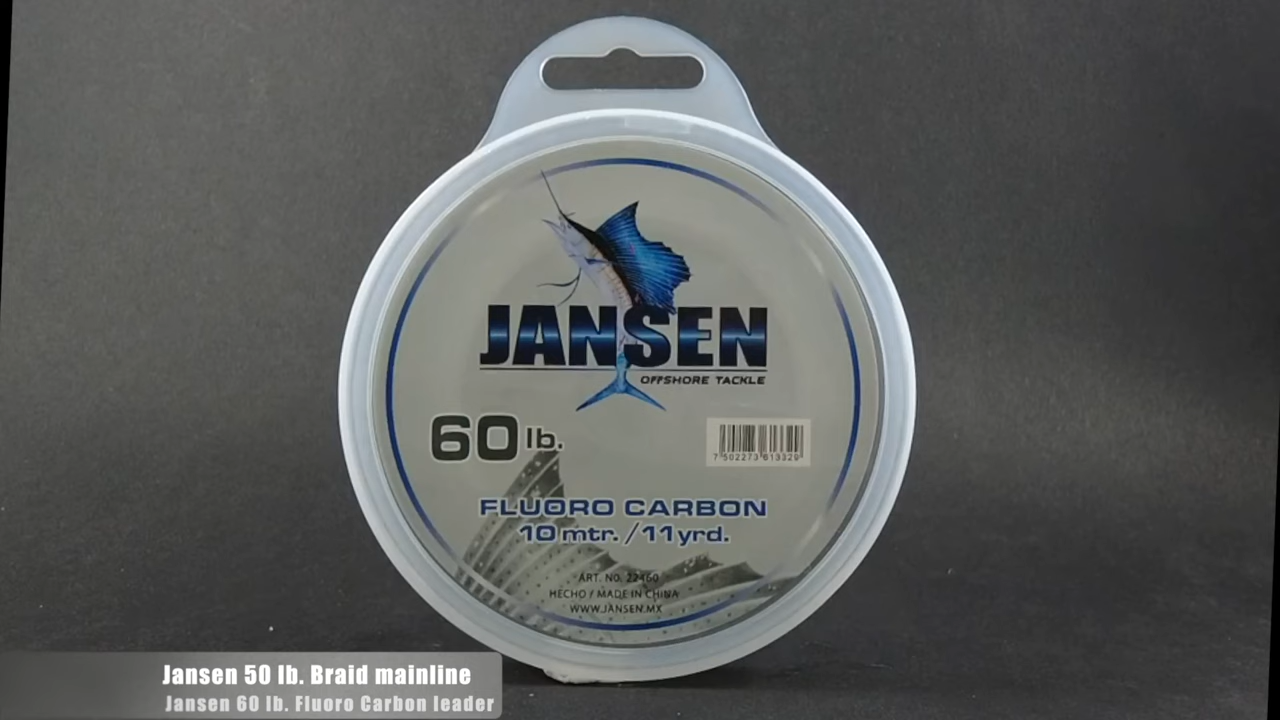 JANSEN
OFFSHORE TACKLE
60 lb.
7 502273 613329
FLUORO CARBON
10 mtr. / 11 yrd.
ART. NO. 22460
HECHO / MADE IN CHINA
WWW.JANSEN.MX
Jansen 50 lb. Braid mainline
Jansen 60 lb. Fluoro Carbon leader